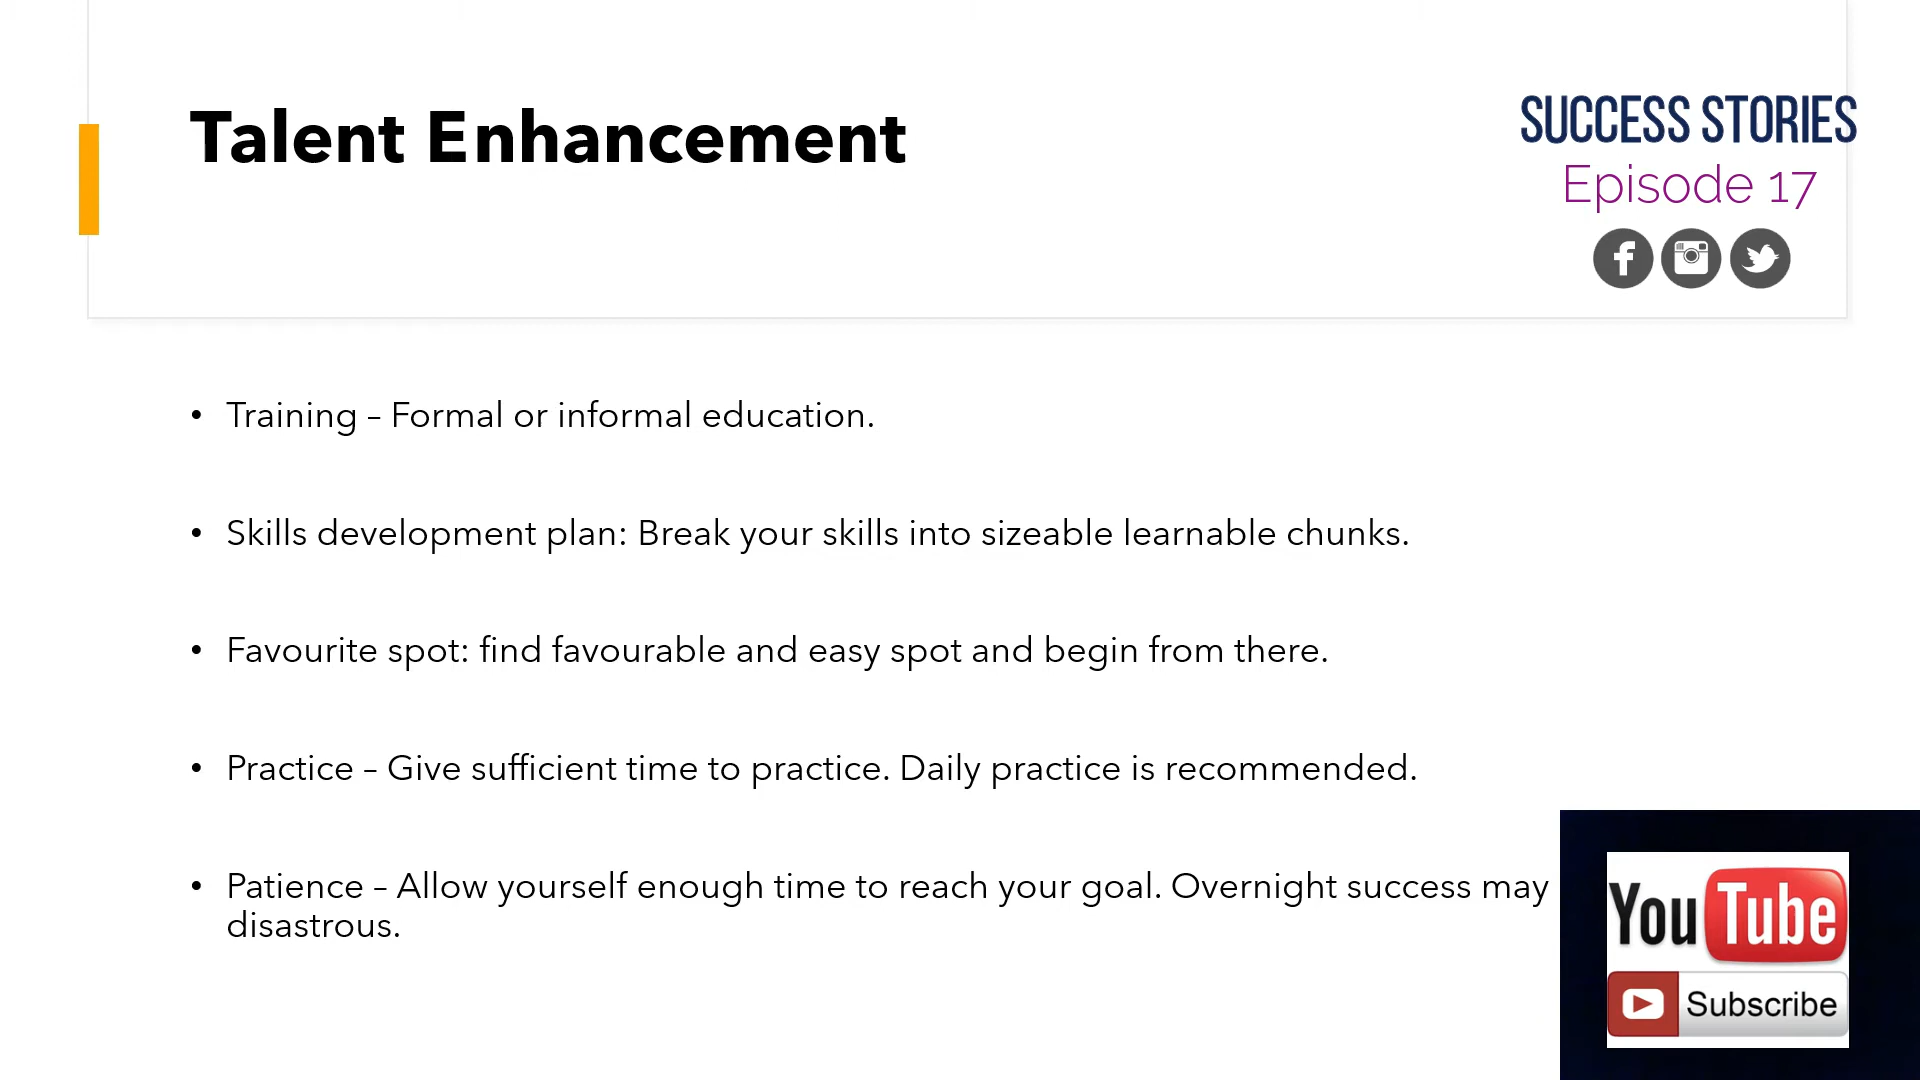 Talent Enhancement
SUCCESS STORIES
Episode 17
• Training – Formal or informal education.
• Skills development plan: Break your skills into sizeable learnable chunks.
• Favourite spot: find favourable and easy spot and begin from there.
• Practice – Give sufficient time to practice. Daily practice is recommended.
• Patience – Allow yourself enough time to reach your goal. Overnight success may
disastrous.
YouTube
Subscribe